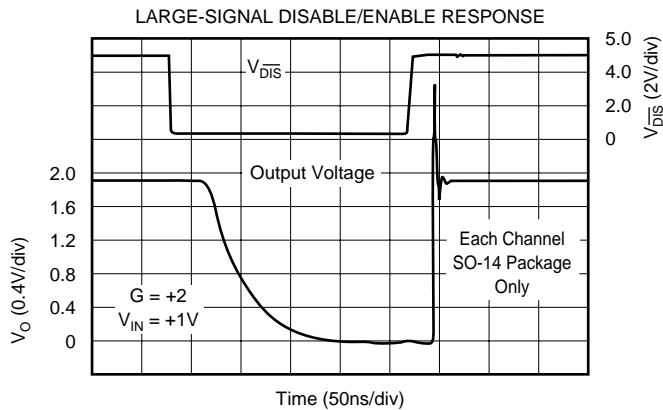 LARGE-SIGNAL DISABLE/ENABLE RESPONSE
V_DIS
5.0
4.0
2.0
0
V_DIS (2V/div)
Output Voltage
2.0
1.6
1.2
0.8
0.4
0
V_O (0.4V/div)
G = +2
V_IN = +1V
Each Channel
SO-14 Package
Only
Time (50ns/div)